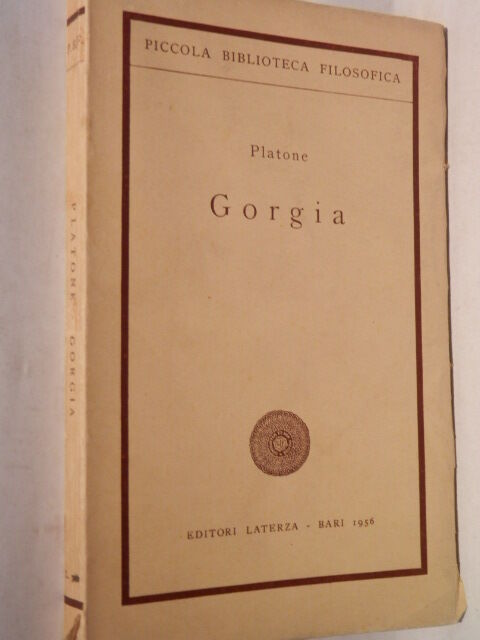 PICCOLA BIBLIOTECA FILOSOFICA
Platone
Gorgia
EDITORI LATERZA - BARI 1956
PLATONE GORGIA